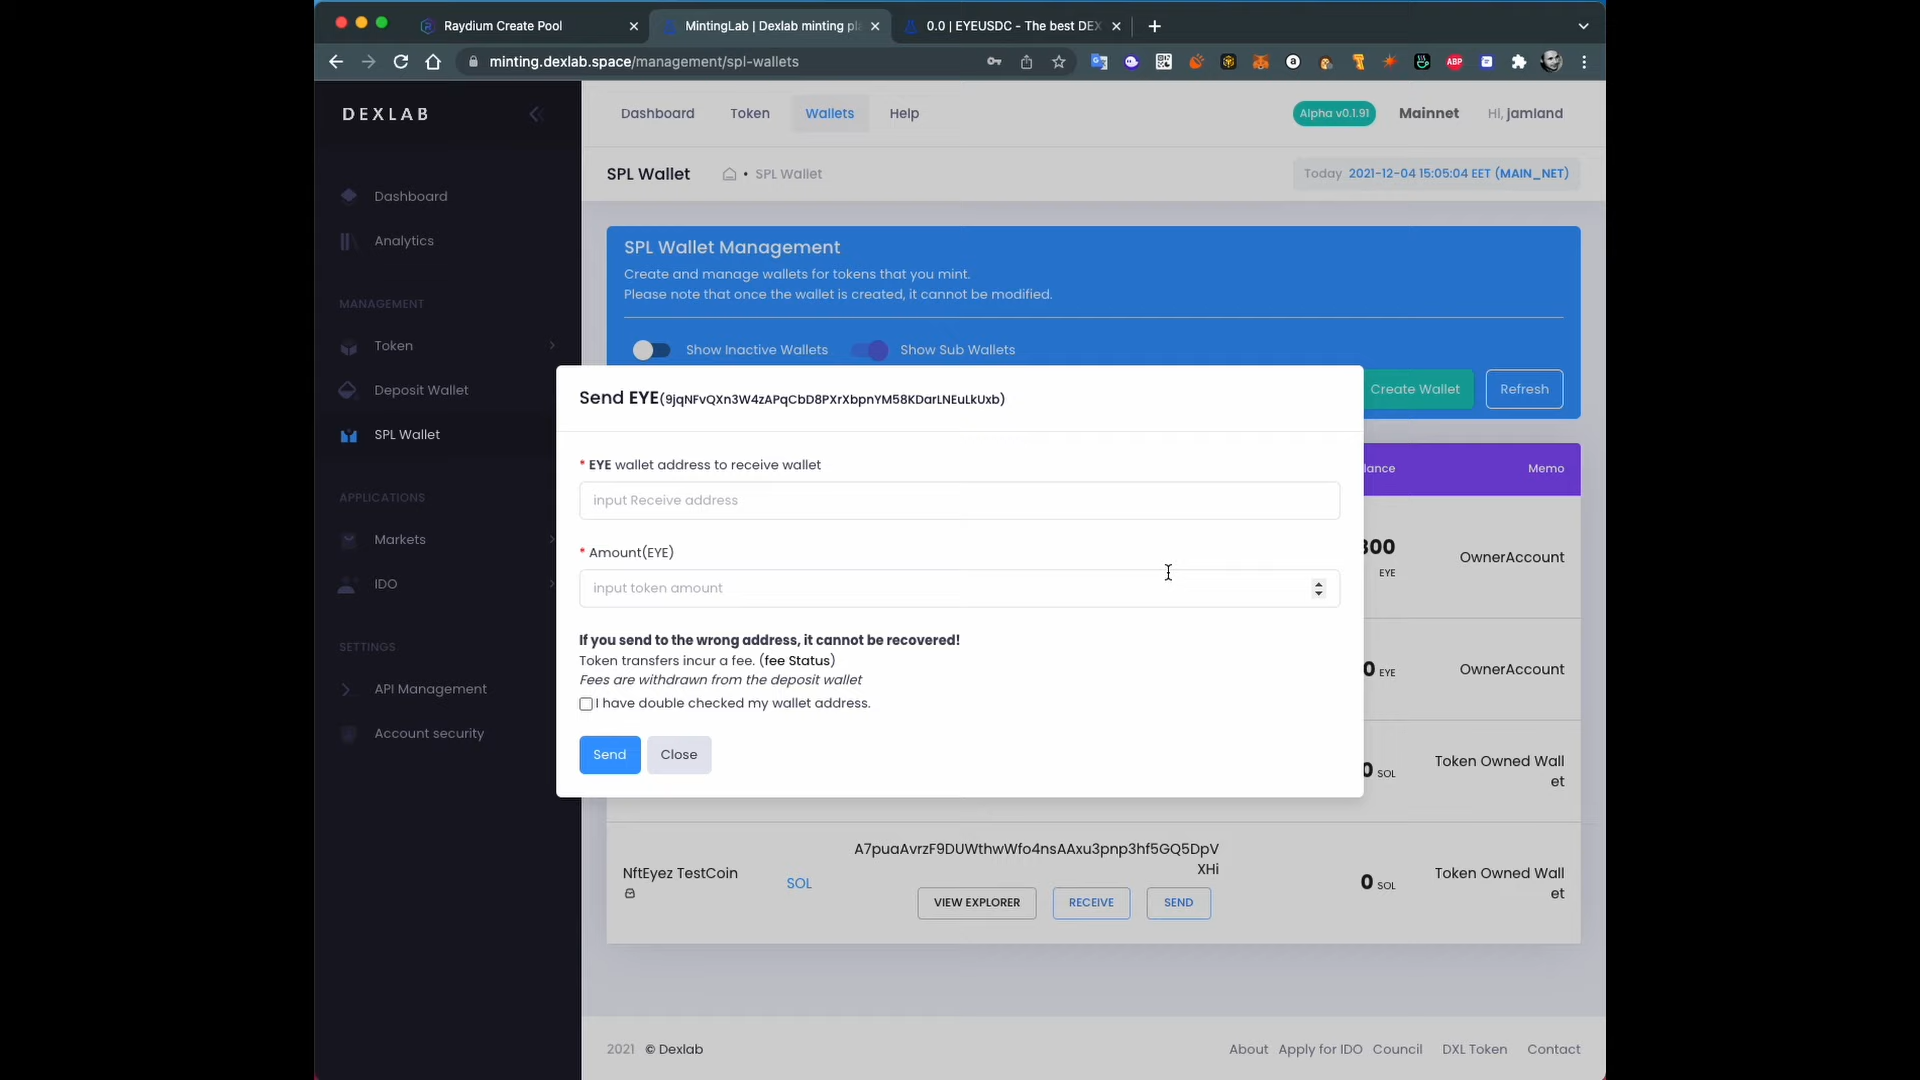 Raydium Create Pool
MintingLab | Dexlab minting pl
0.0 | EYEUSDC - The best DEX
minting.dexlab.space/management/spl-wallets
ABP
DEXLAB
Dashboard
Token
Wallets
Help
Alpha v0.1.91
Mainnet
Hi, jamland
SPL Wallet
SPL Wallet
Today 2021-12-04 15:05:04 EET (MAIN_NET)
Dashboard
Analytics
MANAGEMENT
Token
Deposit Wallet
SPL Wallet
APPLICATIONS
Markets
IDO
SETTINGS
API Management
Account security
SPL Wallet Management
Create and manage wallets for tokens that you mint.
Please note that once the wallet is created, it cannot be modified.
Show Inactive Wallets
Show Sub Wallets
Create Wallet
Refresh
Send EYE(9jqNFvQXn3W4zAPqCbD8PXrXbpnYM58KDarLNEuLkUxb)
* EYE wallet address to receive wallet
input Receive address
* Amount(EYE)
input token amount
If you send to the wrong address, it cannot be recovered!
Token transfers incur a fee. (fee Status)
Fees are withdrawn from the deposit wallet
I have double checked my wallet address.
Send
Close
lance
Memo
300
EYE
OwnerAccount
0 EYE
OwnerAccount
0 SOL
Token Owned Wall
et
NftEyez TestCoin
SOL
A7puaAvrzF9DUWthwWfo4nsAAxu3pnp3hf5GQ5DpV
XHi
VIEW EXPLORER
RECEIVE
SEND
0 SOL
Token Owned Wall
et
2021 © Dexlab
About
Apply for IDO
Council
DXL Token
Contact